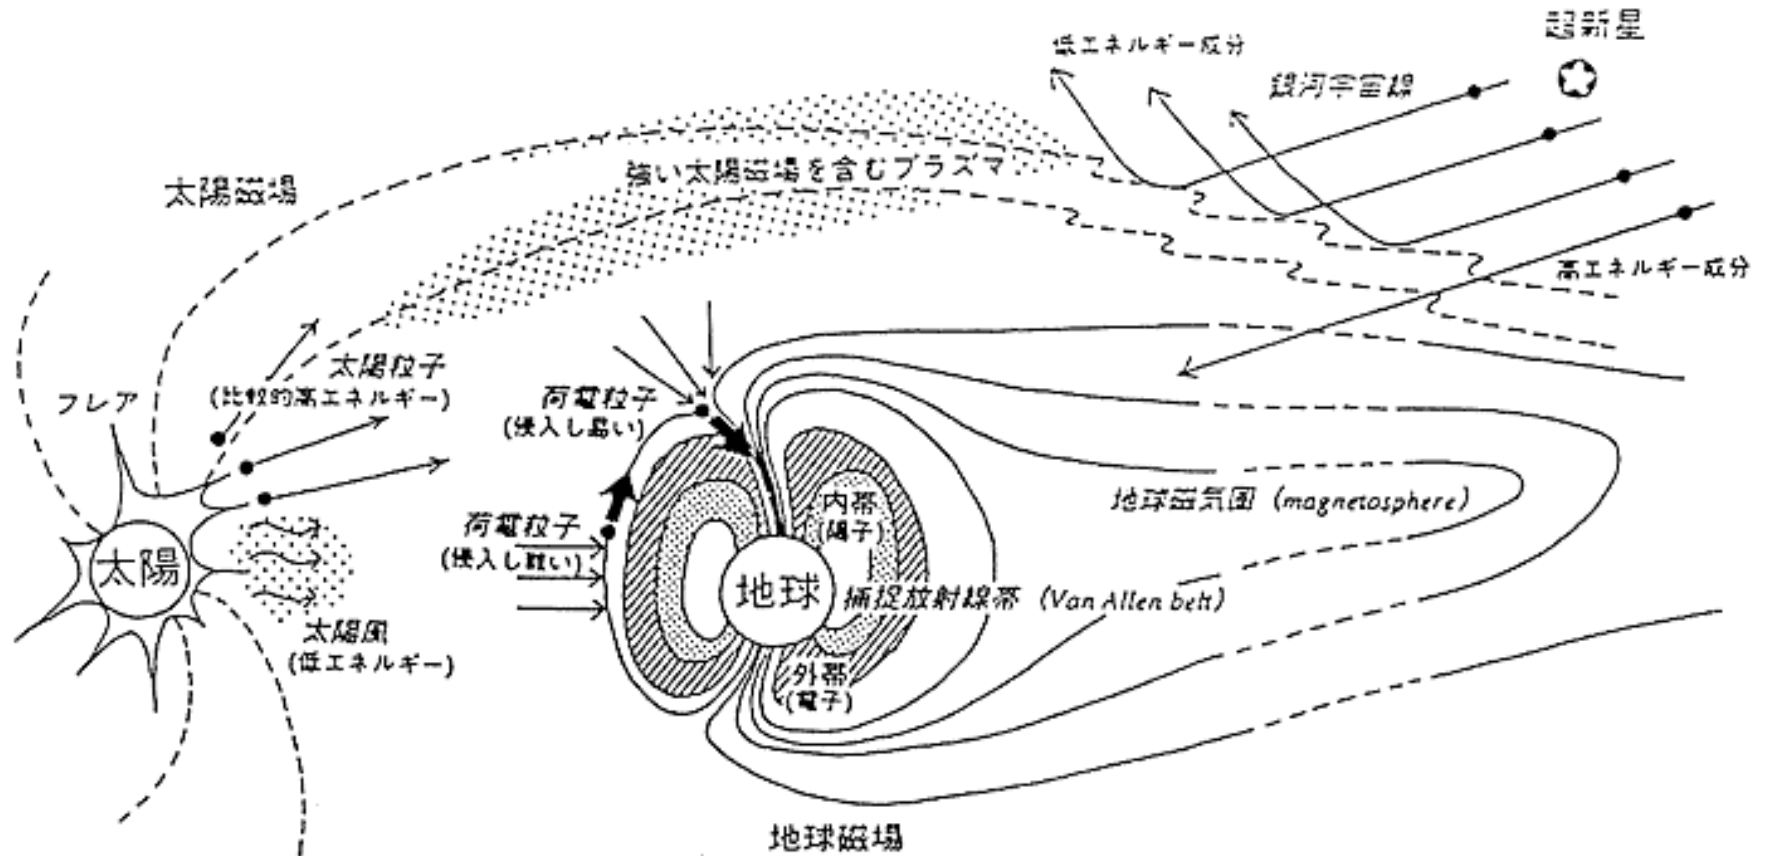 超新星
低エネルギー成分
銀河宇宙線
強い太陽磁場を含むプラズマ
太陽磁場
高エネルギー成分
太陽粒子
(比較的高エネルギー)
フレア
荷電粒子
(侵入し易い)
地球磁気圏 (magnetosphere)
内帯
(陽子)
荷電粒子
(侵入し難い)
太陽
地球
捕捉放射線帯 (Van Allen belt)
太陽風
(低エネルギー)
外帯
(電子)
地球磁場